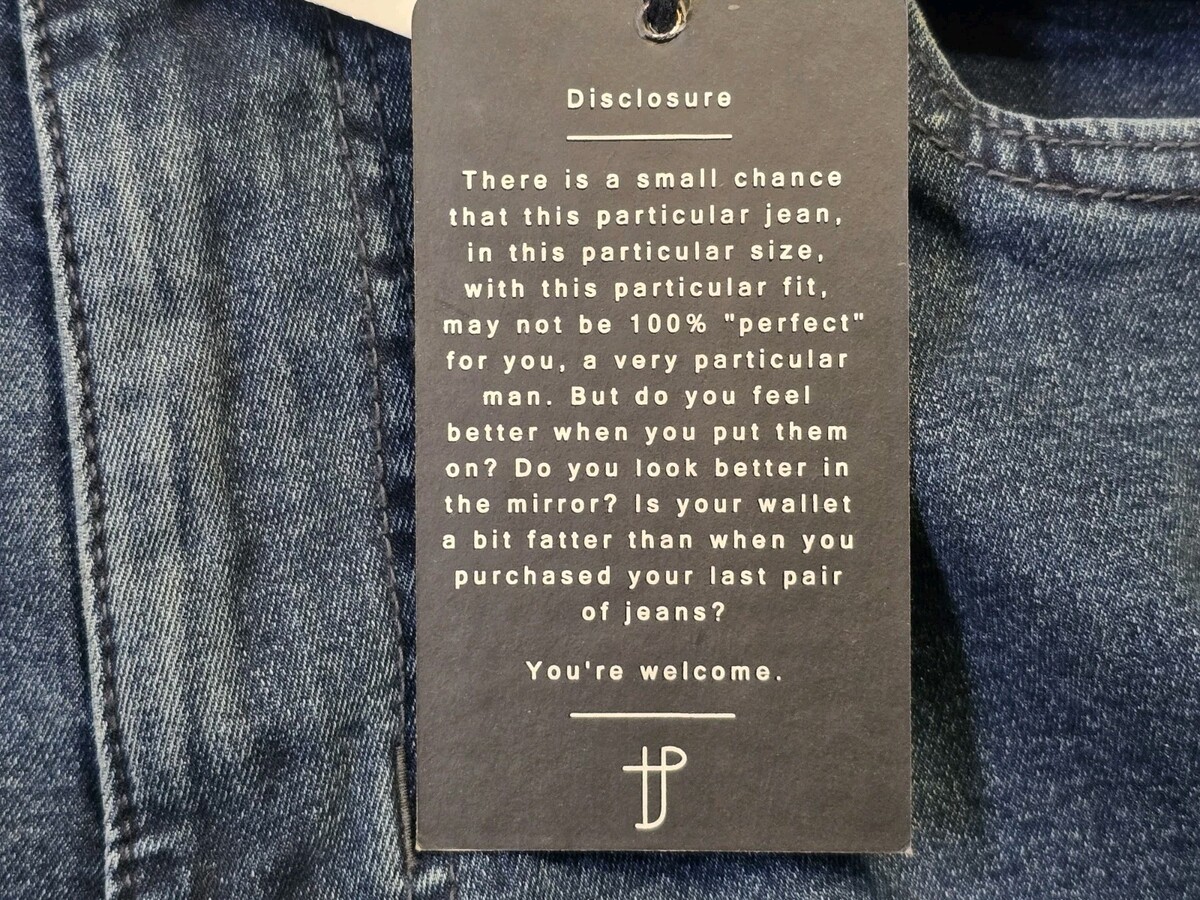 Disclosure
There is a small chance
that this particular jean,
in this particular size,
with this particular fit,
may not be 100% "perfect"
for you, a very particular
man. But do you feel
better when you put them
on? Do you look better in
the mirror? Is your wallet
a bit fatter than when you
purchased your last pair
of jeans?
You're welcome.